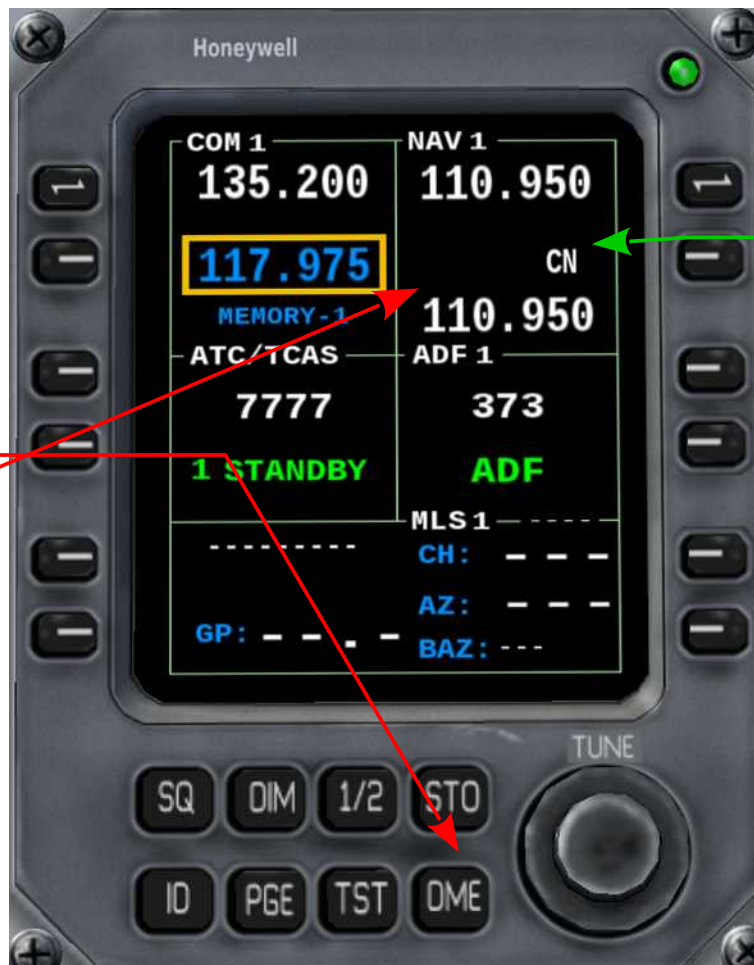 Honeywell
COM 1 NAV 1
135.200 110.950
117.975 CN
MEMORY-1 110.950
ATC/TCAS ADF 1
7777 373
1 STANDBY ADF
MLS 1 -----
--------- CH: – – –
AZ: – – –
GP: – – . – BAZ: ---
TUNE
SQ DIM 1/2 STO
ID PGE TST DME